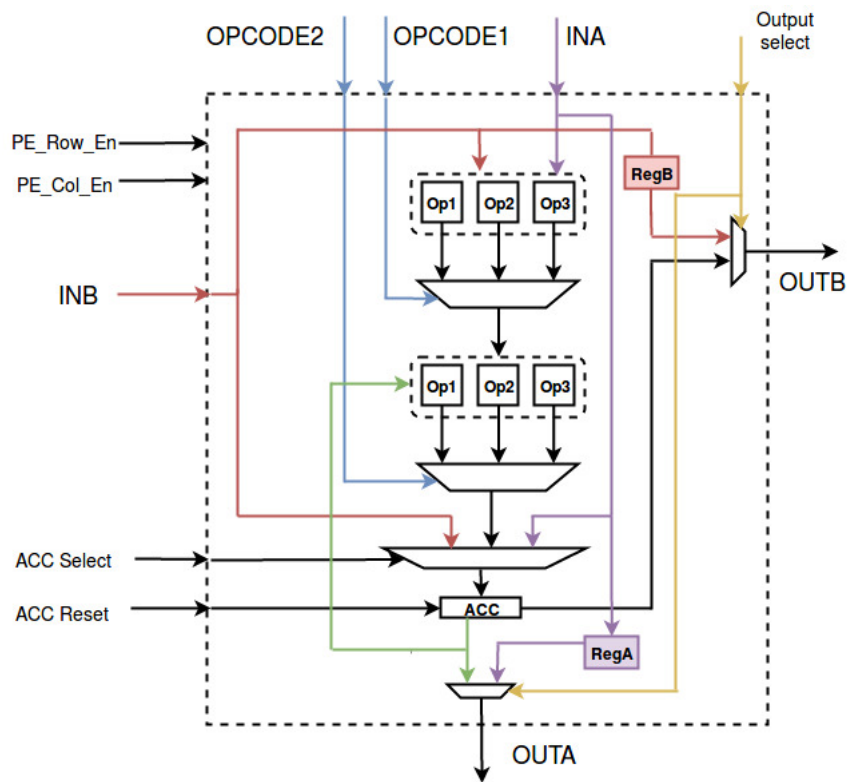 OPCODE2
OPCODE1
INA
Output
select
PE_Row_En
PE_Col_En
RegB
Op1
Op2
Op3
INB
OUTB
Op1
Op2
Op3
ACC Select
ACC Reset
ACC
RegA
OUTA